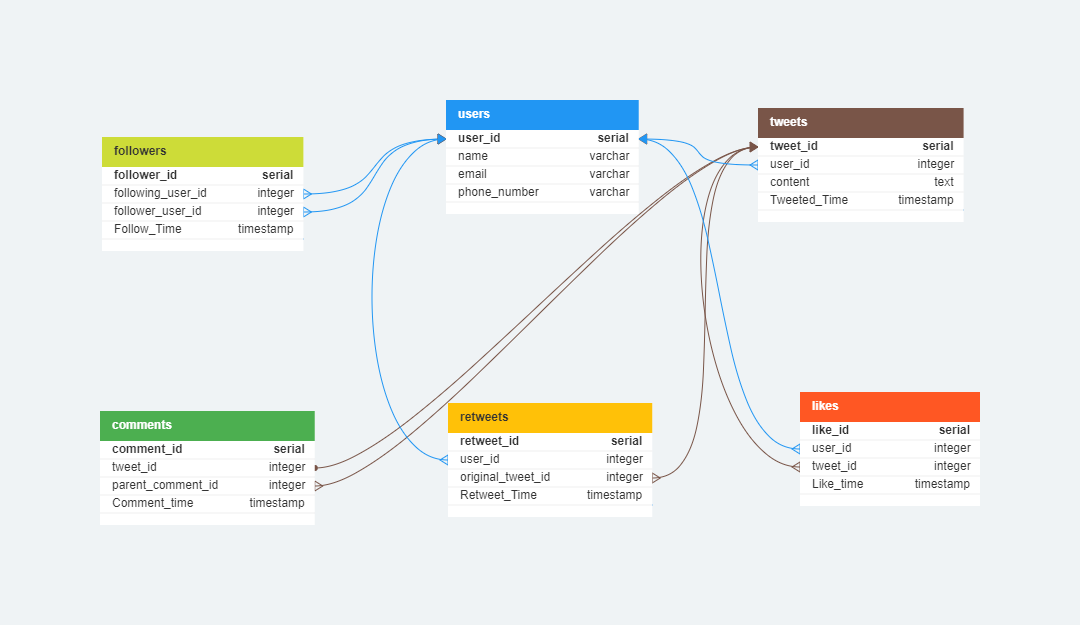 users
user_id serial
name varchar
email varchar
phone_number varchar
tweets
tweet_id serial
user_id integer
content text
Tweeted_Time timestamp
followers
follower_id serial
following_user_id integer
follower_user_id integer
Follow_Time timestamp
comments
comment_id serial
tweet_id integer
parent_comment_id integer
Comment_time timestamp
retweets
retweet_id serial
user_id integer
original_tweet_id integer
Retweet_Time timestamp
likes
like_id serial
user_id integer
tweet_id integer
Like_time timestamp